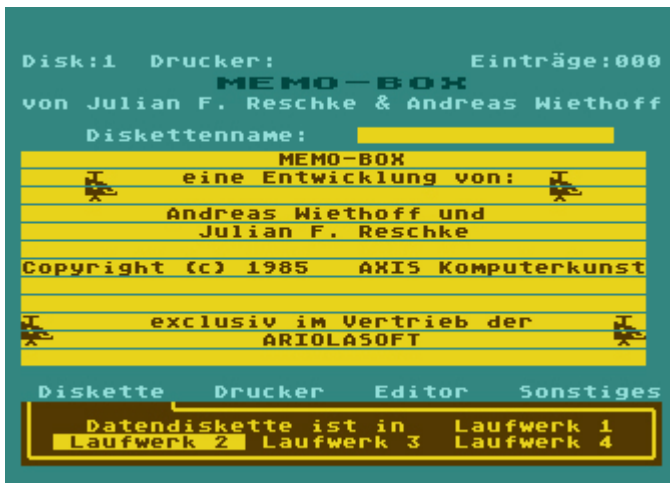 Disk:1 Drucker: Einträge:000
MEMO-BOX
von Julian F. Reschke & Andreas Wiethoff
Diskettenname:
MEMO-BOX
eine Entwicklung von:
Andreas Wiethoff und
Julian F. Reschke
Copyright (c) 1985 AXIS Komputerkunst
exclusiv im Vertrieb der
ARIOLASOFT
Diskette Drucker Editor Sonstiges
Datendiskette ist in Laufwerk 1
Laufwerk 2 Laufwerk 3 Laufwerk 4